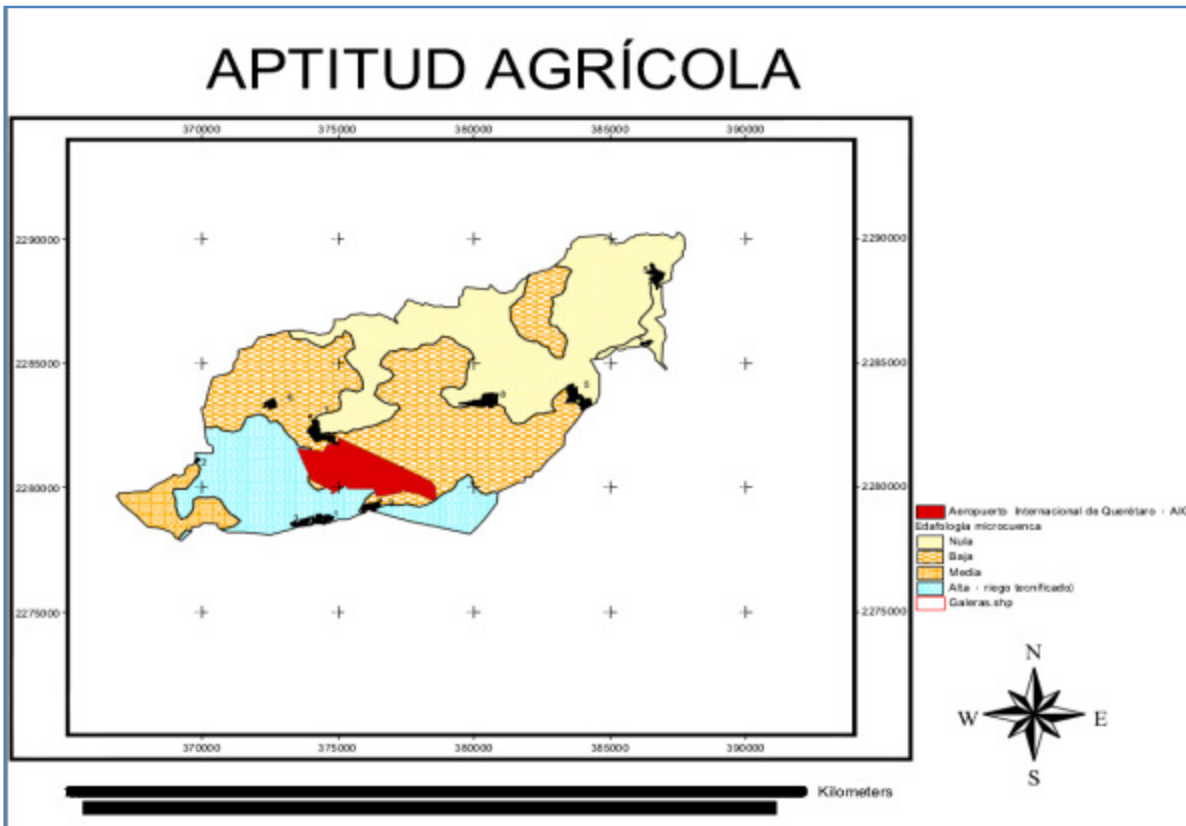 APTITUD AGRÍCOLA
370000 375000 380000 385000 390000
2290000 2290000
2285000 2285000
2280000 2280000
2275000 2275000
370000 375000 380000 385000 390000
Aeropuerto Internacional de Querétaro - AIQ
Edafología microcuenca
Nula
Baja
Media
Alta - riego tecnificado)
Galeras.shp
N
W E
S
Kilometers